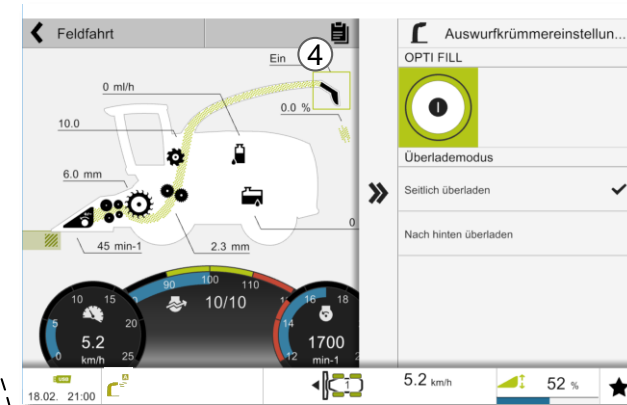 Feldfahrt
Auswurfkrümmereinstellun...
OPTI FILL
Ein
4
0 ml/h
0.0 %
10.0
6.0 mm
Überlademodus
Seitlich überladen
Nach hinten überladen
0
45 min-1
2.3 mm
90 100 110
10/10
5 10 15 20 25
0
5.2
km/h
12 14 16 18
1700
min-1
18.02. 21:00
A
1
5.2 km/h
52 %